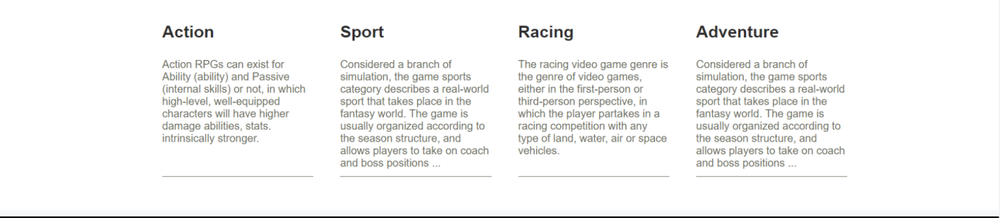 Action
Action RPGs can exist for
Ability (ability) and Passive
(internal skills) or not, in which
high-level, well-equipped
characters will have higher
damage abilities, stats.
intrinsically stronger.
Sport
Considered a branch of
simulation, the game sports
category describes a real-world
sport that takes place in the
fantasy world. The game is
usually organized according to
the season structure, and
allows players to take on coach
and boss positions ...
Racing
The racing video game genre is
the genre of video games,
either in the first-person or
third-person perspective, in
which the player partakes in a
racing competition with any
type of land, water, air or space
vehicles.
Adventure
Considered a branch of
simulation, the game sports
category describes a real-world
sport that takes place in the
fantasy world. The game is
usually organized according to
the season structure, and
allows players to take on coach
and boss positions ...